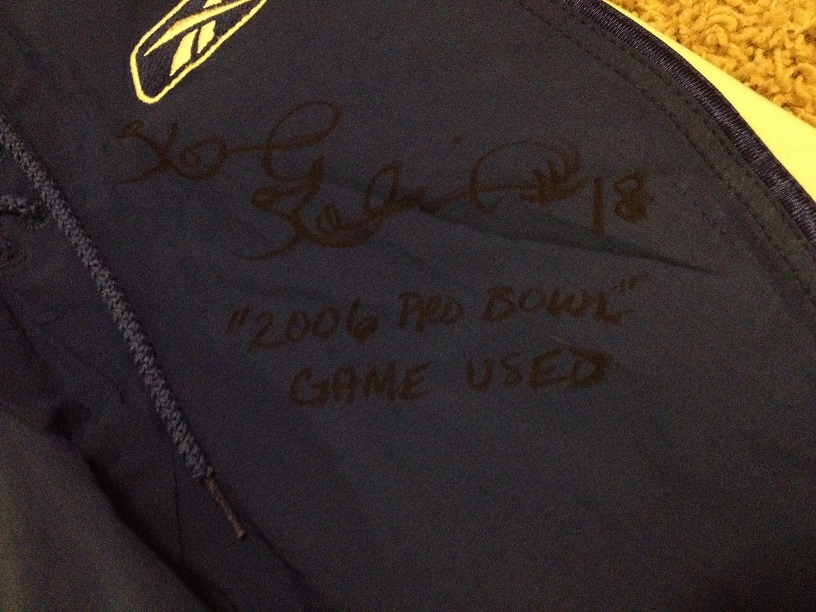 #18
"2006 PRO BOWL"
GAME USED